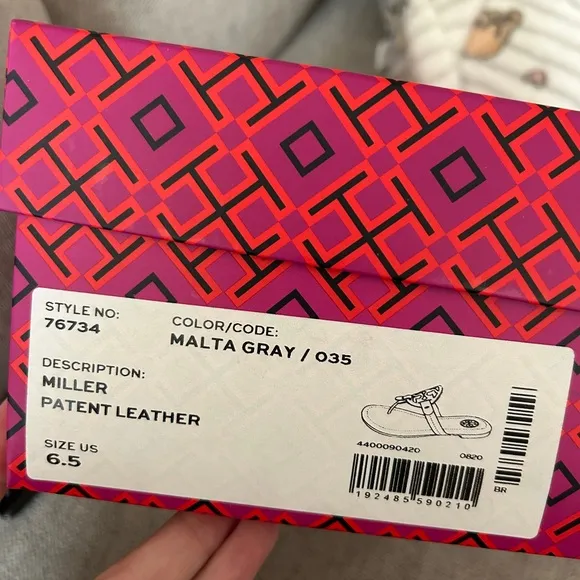 STYLE NO:
76734
COLOR/CODE:
MALTA GRAY / 035
DESCRIPTION:
MILLER
PATENT LEATHER
SIZE US
6.5
4400090420 0820
192485590210
BR